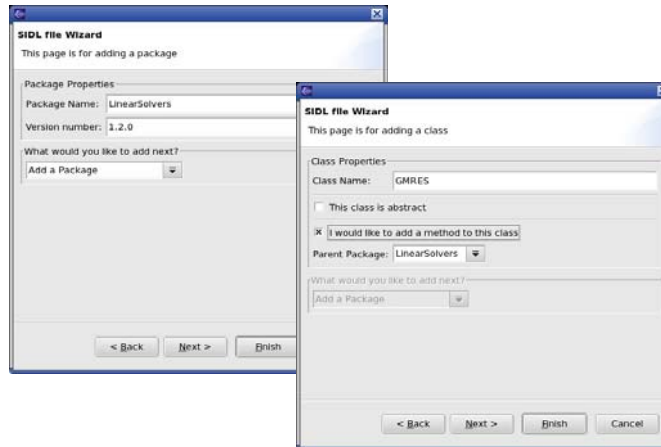 SIDL file Wizard
This page is for adding a package
Package Properties
Package Name: LinearSolvers
Version number: 1.2.0
What would you like to add next?
Add a Package
< Back Next > Finish
SIDL file Wizard
This page is for adding a class
Class Properties
Class Name: GMRES
This class is abstract
I would like to add a method to this class
Parent Package: LinearSolvers
What would you like to add next?
Add a Package
< Back Next > Finish Cancel